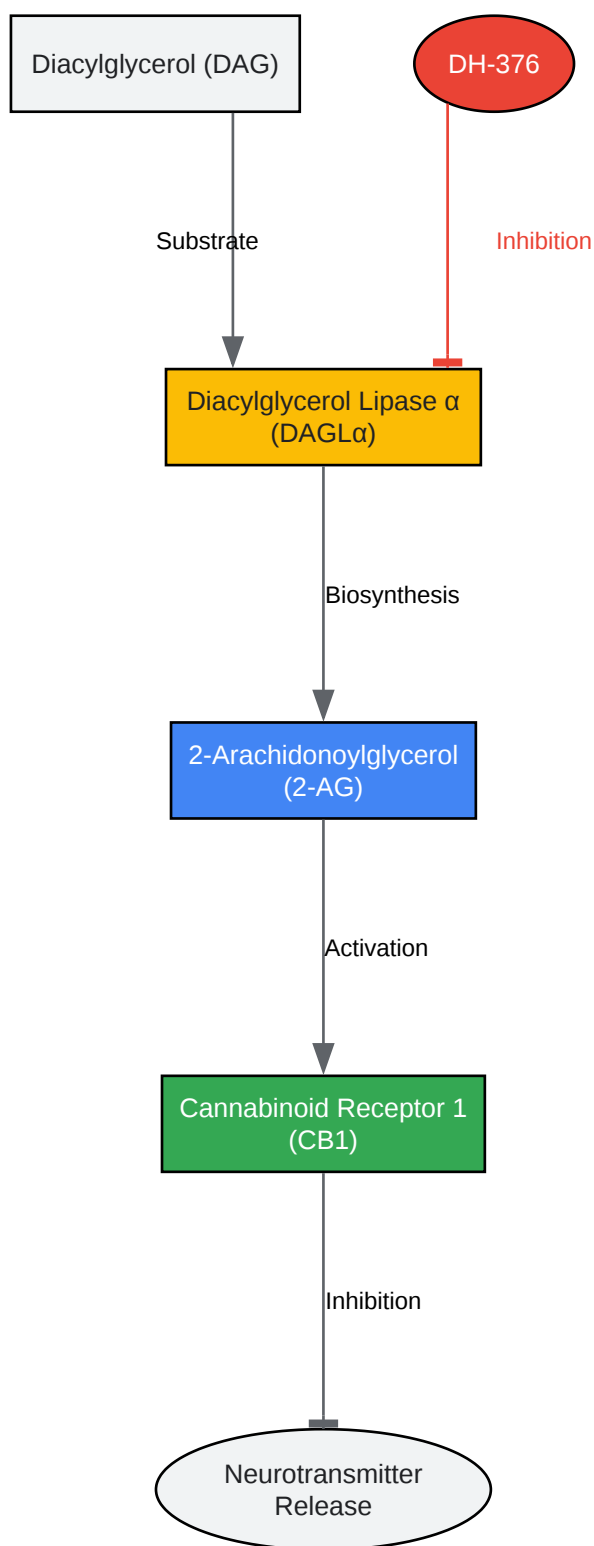 Diacylglycerol (DAG)
DH-376
Substrate
Inhibition
Diacylglycerol Lipase α
(DAGLα)
Biosynthesis
2-Arachidonoylglycerol
(2-AG)
Activation
Cannabinoid Receptor 1
(CB1)
Inhibition
Neurotransmitter
Release